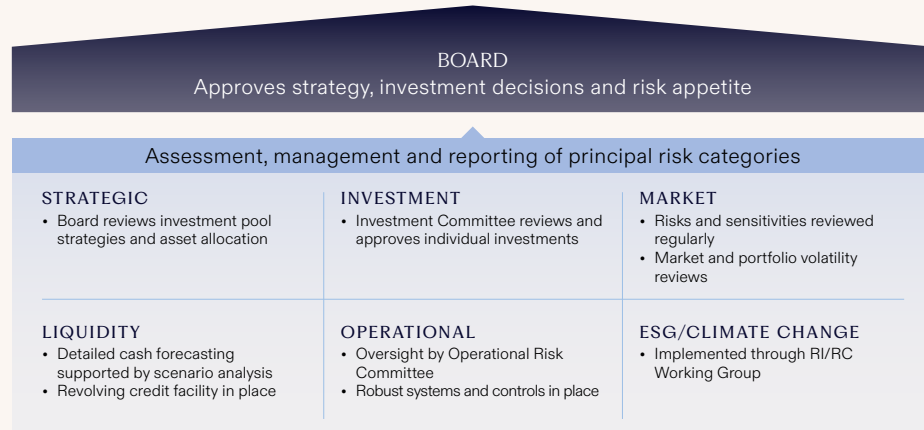 BOARD
Approves strategy, investment decisions and risk appetite
Assessment, management and reporting of principal risk categories
STRATEGIC
• Board reviews investment pool
strategies and asset allocation
INVESTMENT
• Investment Committee reviews and
approves individual investments
MARKET
• Risks and sensitivities reviewed
regularly
• Market and portfolio volatility
reviews
LIQUIDITY
• Detailed cash forecasting
supported by scenario analysis
• Revolving credit facility in place
OPERATIONAL
• Oversight by Operational Risk
Committee
• Robust systems and controls in place
ESG/CLIMATE CHANGE
• Implemented through RI/RC
Working Group